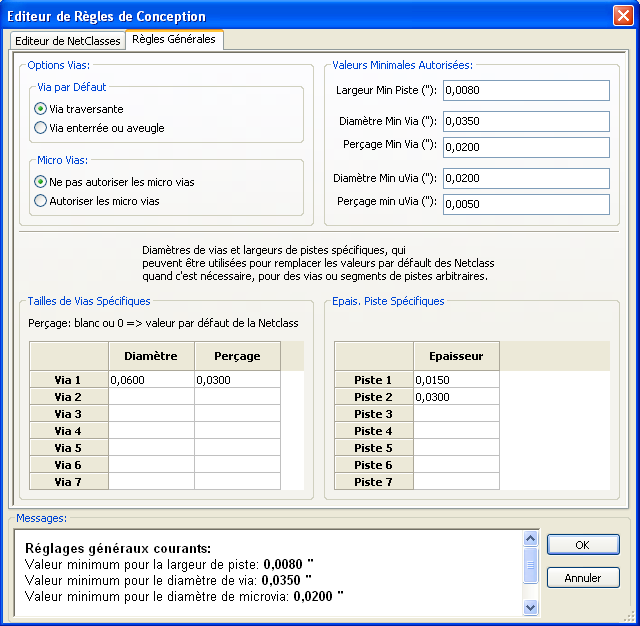 Editeur de Règles de Conception
Editeur de NetClasses
Règles Générales
Options Vias:
Via par Défaut
Via traversante
Via enterrée ou aveugle
Micro Vias:
Ne pas autoriser les micro vias
Autoriser les micro vias
Valeurs Minimales Autorisées:
Largeur Min Piste ("): 0,0080
Diamètre Min Via ("): 0,0350
Perçage Min Via ("): 0,0200
Diamètre Min uVia ("): 0,0200
Perçage min uVia ("): 0,0050
Diamètres de vias et largeurs de pistes spécifiques, qui
peuvent être utilisées pour remplacer les valeurs par défault des Netclass
quand c'est nécessaire, pour des vias ou segments de pistes arbitraires.
Tailles de Vias Spécifiques
Perçage: blanc ou 0 => valeur par défaut de la Netclass
Diamètre Perçage
Via 1 0,0600 0,0300
Via 2
Via 3
Via 4
Via 5
Via 6
Via 7
Epais. Piste Spécifiques
Epaisseur
Piste 1 0,0150
Piste 2 0,0300
Piste 3
Piste 4
Piste 5
Piste 6
Piste 7
Messages:
Réglages généraux courants:
Valeur minimum pour la largeur de piste: 0,0080 "
Valeur minimum pour le diamètre de via: 0,0350 "
Valeur minimum pour le diamètre de microvia: 0,0200 "
OK
Annuler